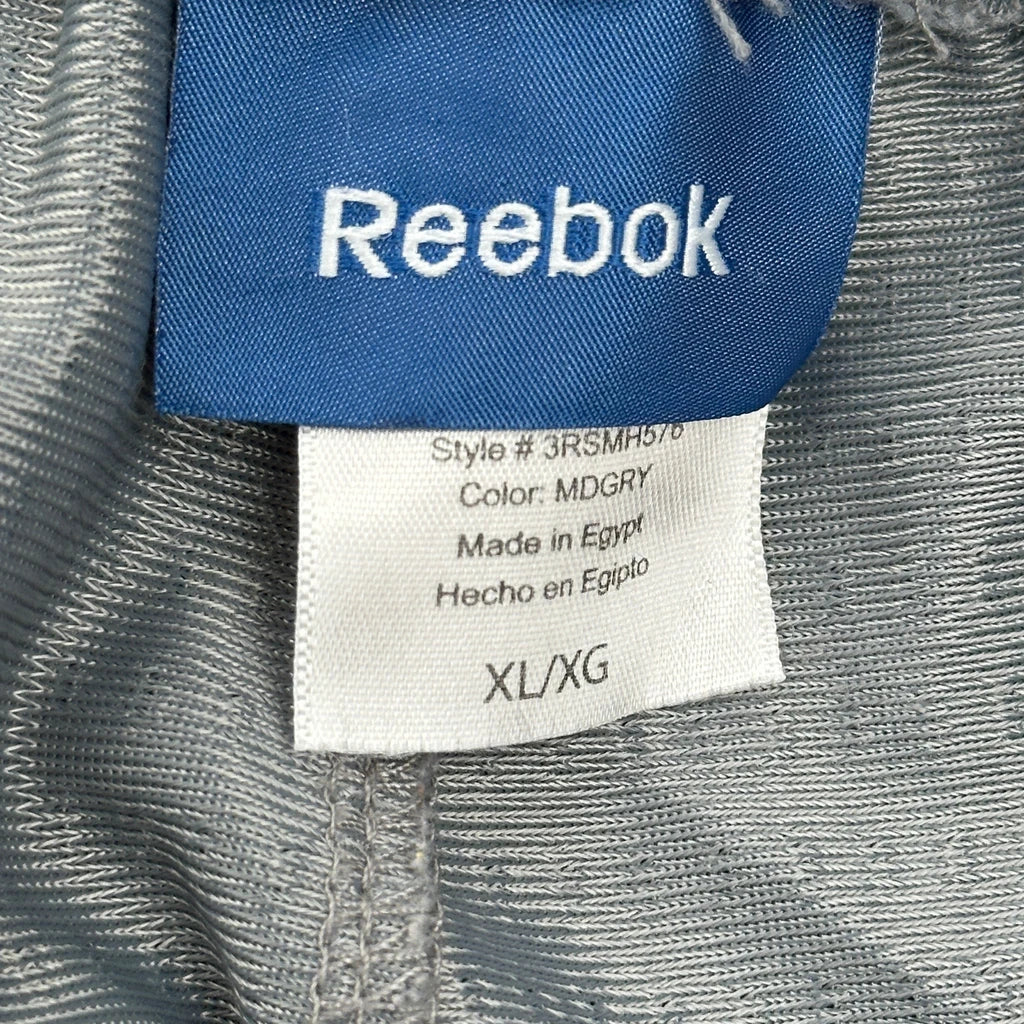 Reebok
Style # 3RSMH576
Color: MDGRY
Made in Egypt
Hecho en Egipto
XL/XG